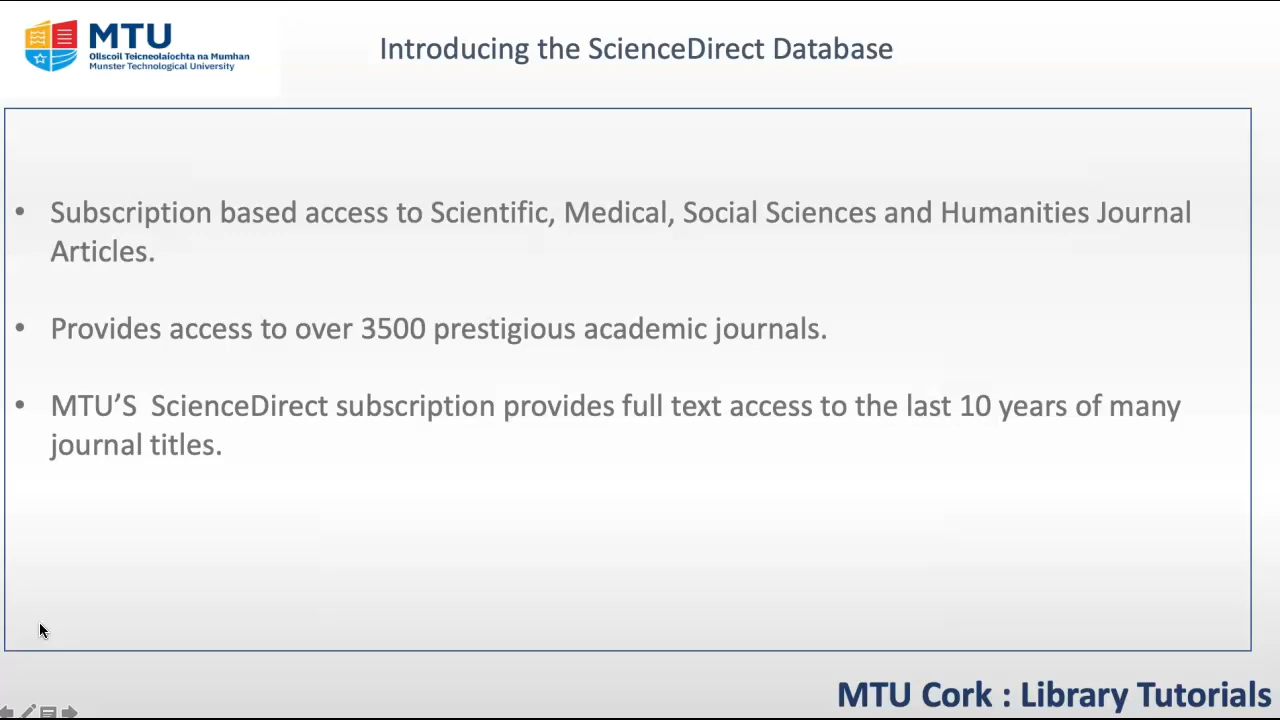 MTU
Ollscoil Teicneolaíochta na Mumhan
Munster Technological University
Introducing the ScienceDirect Database
• Subscription based access to Scientific, Medical, Social Sciences and Humanities Journal
Articles.
• Provides access to over 3500 prestigious academic journals.
• MTU’S ScienceDirect subscription provides full text access to the last 10 years of many
journal titles.
MTU Cork : Library Tutorials